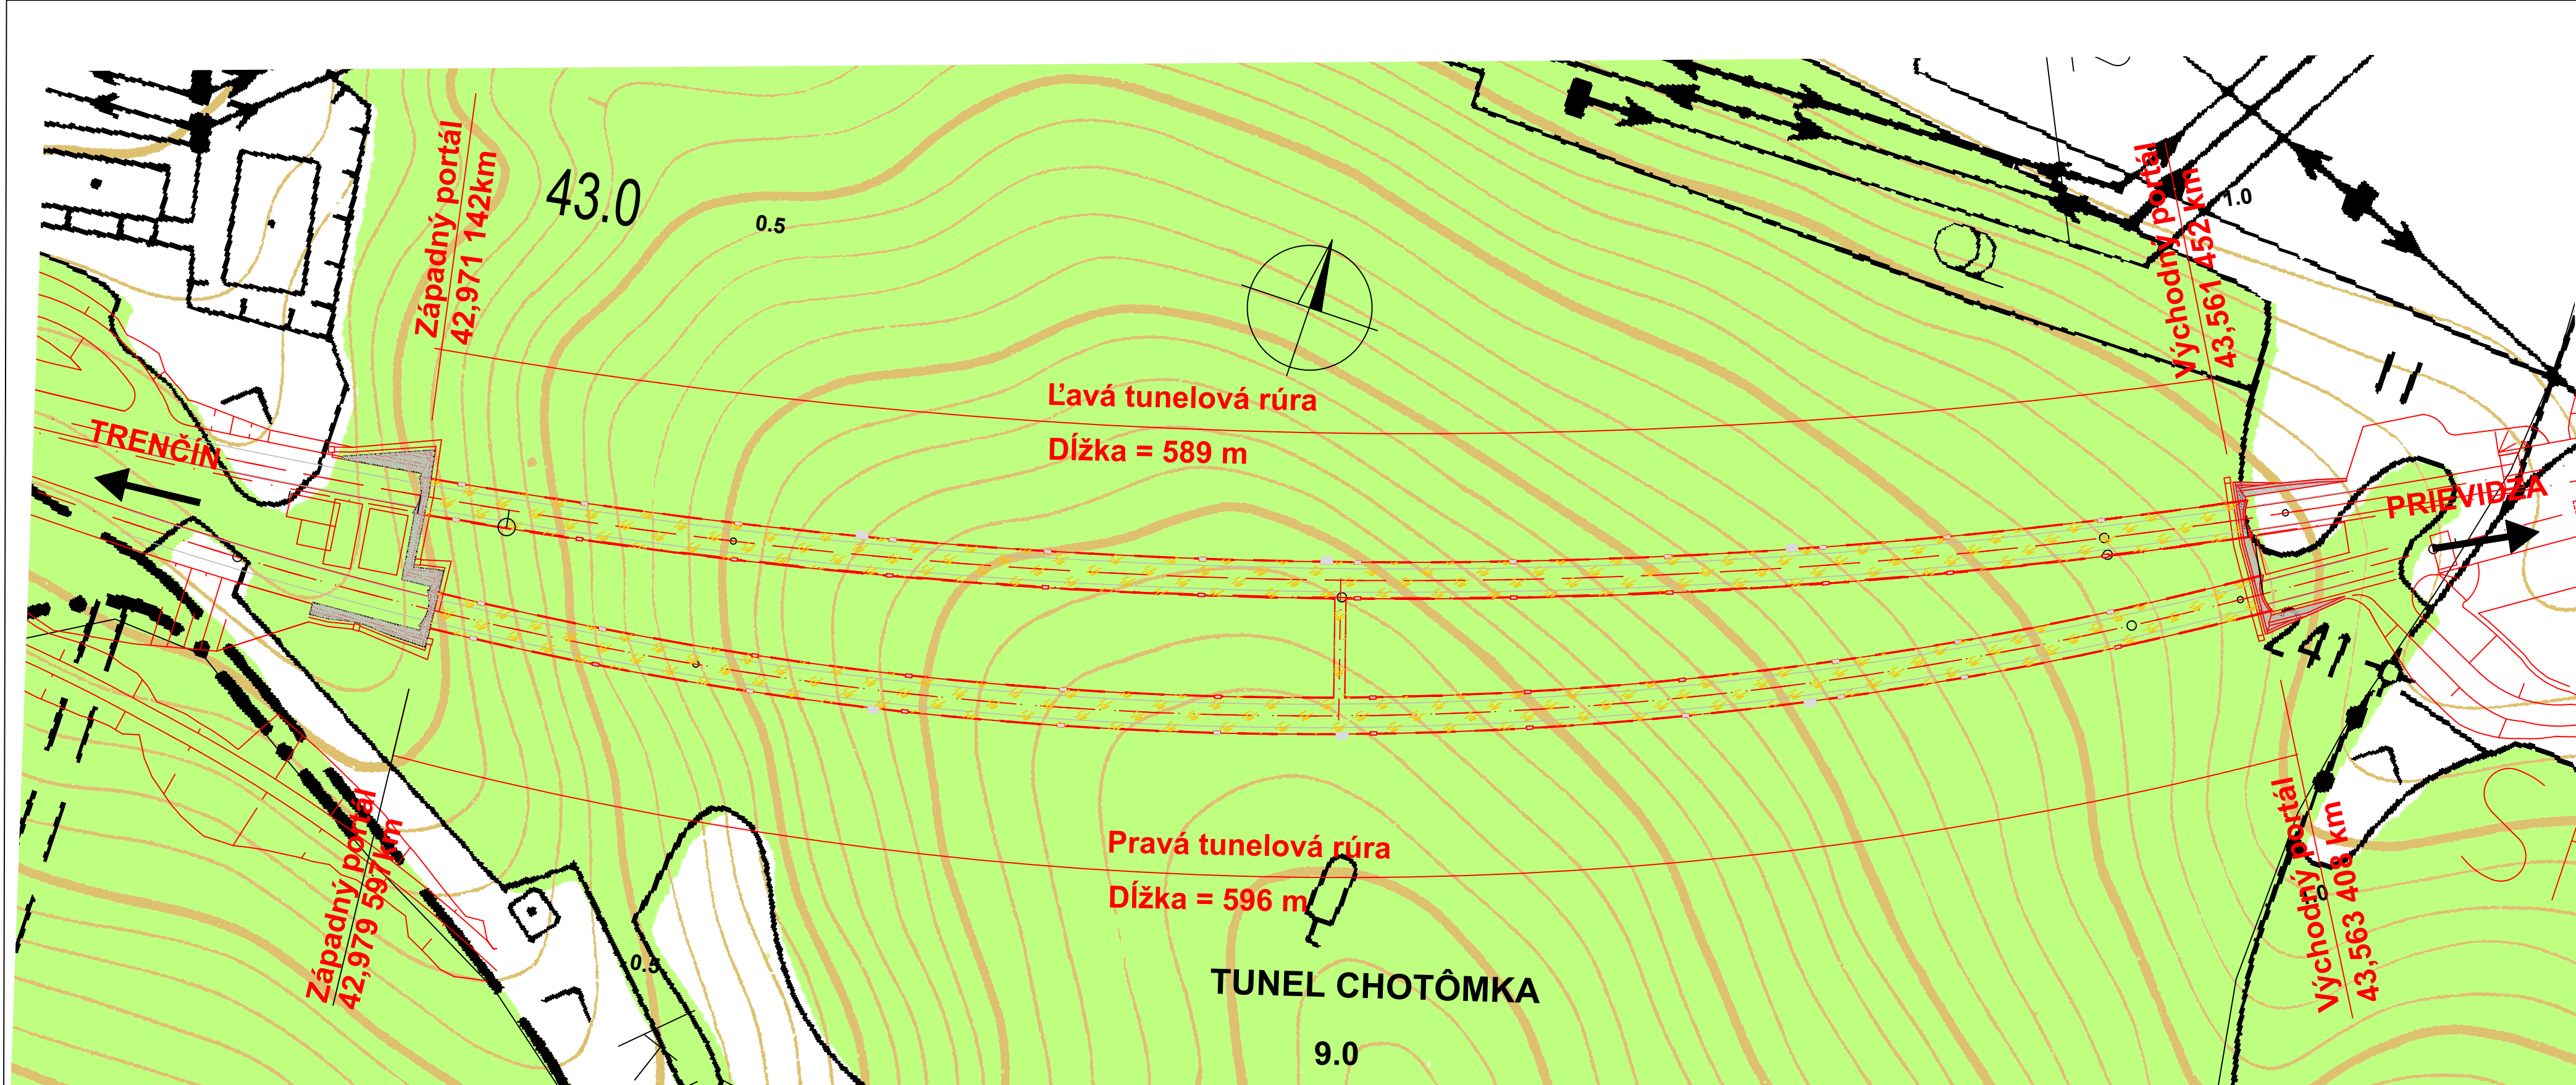 Západný portál
42,971 142km
43.0
0.5
Východný portál
43,561 452 km
1.0
Ľavá tunelová rúra
Dĺžka = 589 m
TRENČÍN
PRIEVIDZA
241
Západný portál
42,979 597km
Pravá tunelová rúra
Dĺžka = 596 m
Východný portál
43,563 408 km
0.5
TUNEL CHOTÔMKA
9.0